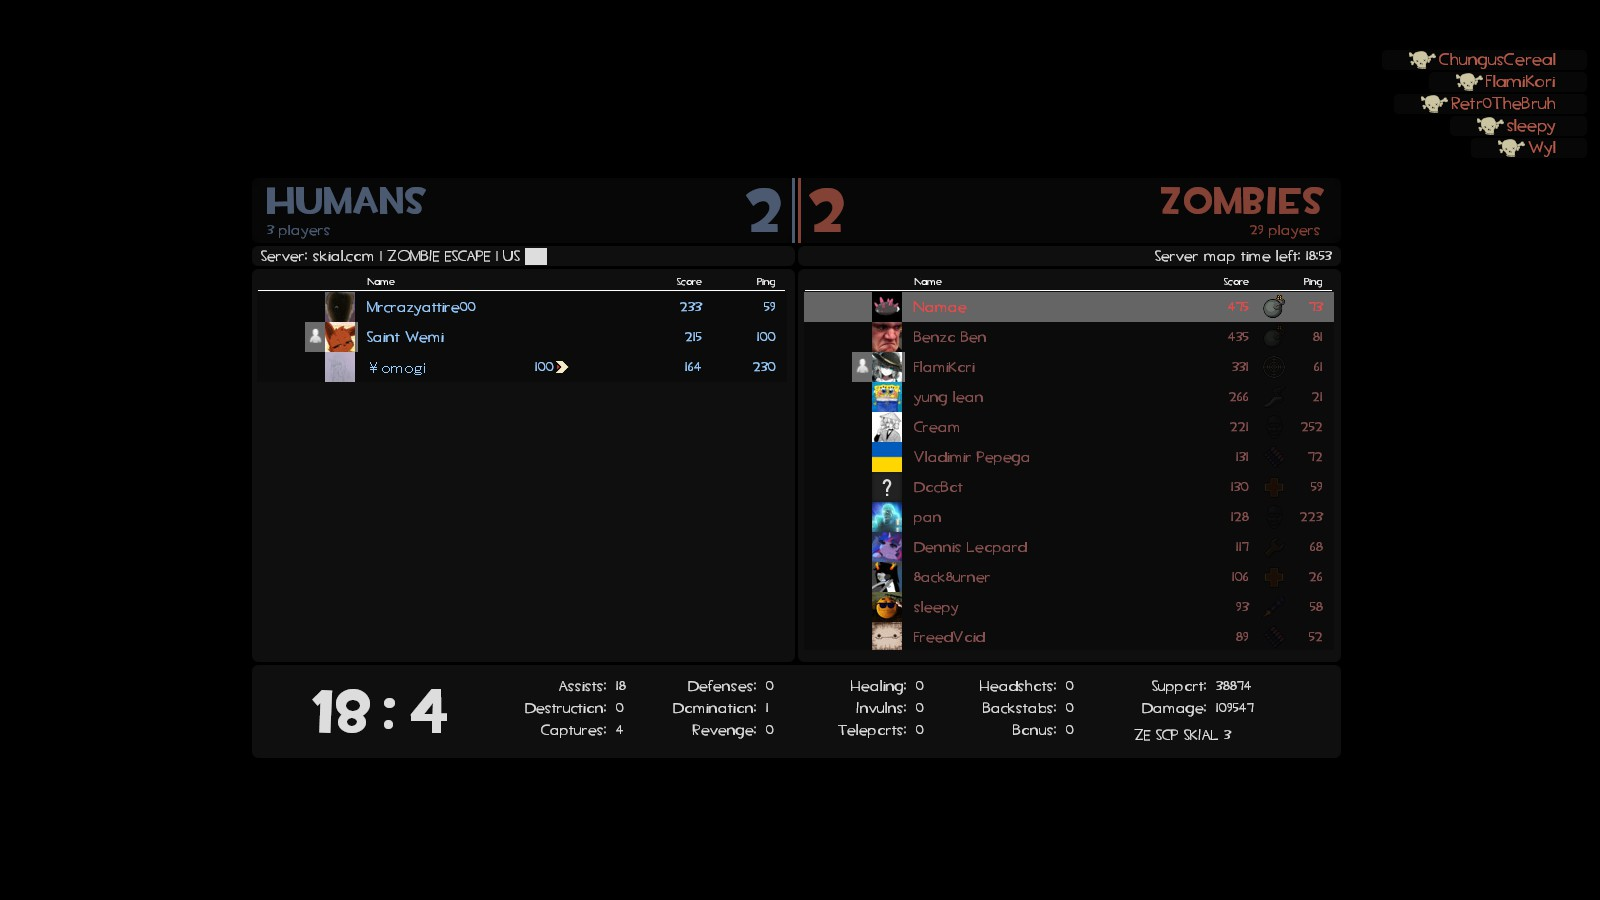 ChungusCereal
FlamiKori
Retr0TheBruh
sleepy
Wyl
HUMANS 2 2 ZOMBIES
3 players 29 players
Server: skial.com | ZOMBIE ESCAPE | US Server map time left: 18:53
Name Score Ping Name Score Ping
Mrcrazyattire00 233 59 Namae 475 73
Saint Wemi 215 100 Benzo Ben 435 81
¥omogi 100 164 230 FlamiKori 331 61
yung lean 266 21
Cream 221 252
Vladimir Pepega 131 72
? DocBot 130 59
pan 128 223
Dennis Leopard 117 68
8ack8urner 106 26
sleepy 93 58
FreedVoid 89 52
18:4
Assists: 18 Defenses: 0 Healing: 0 Headshots: 0 Support: 38874
Destruction: 0 Domination: 1 Invulns: 0 Backstabs: 0 Damage: 109547
Captures: 4 Revenge: 0 Teleports: 0 Bonus: 0 ZE SCP SKIAL 3